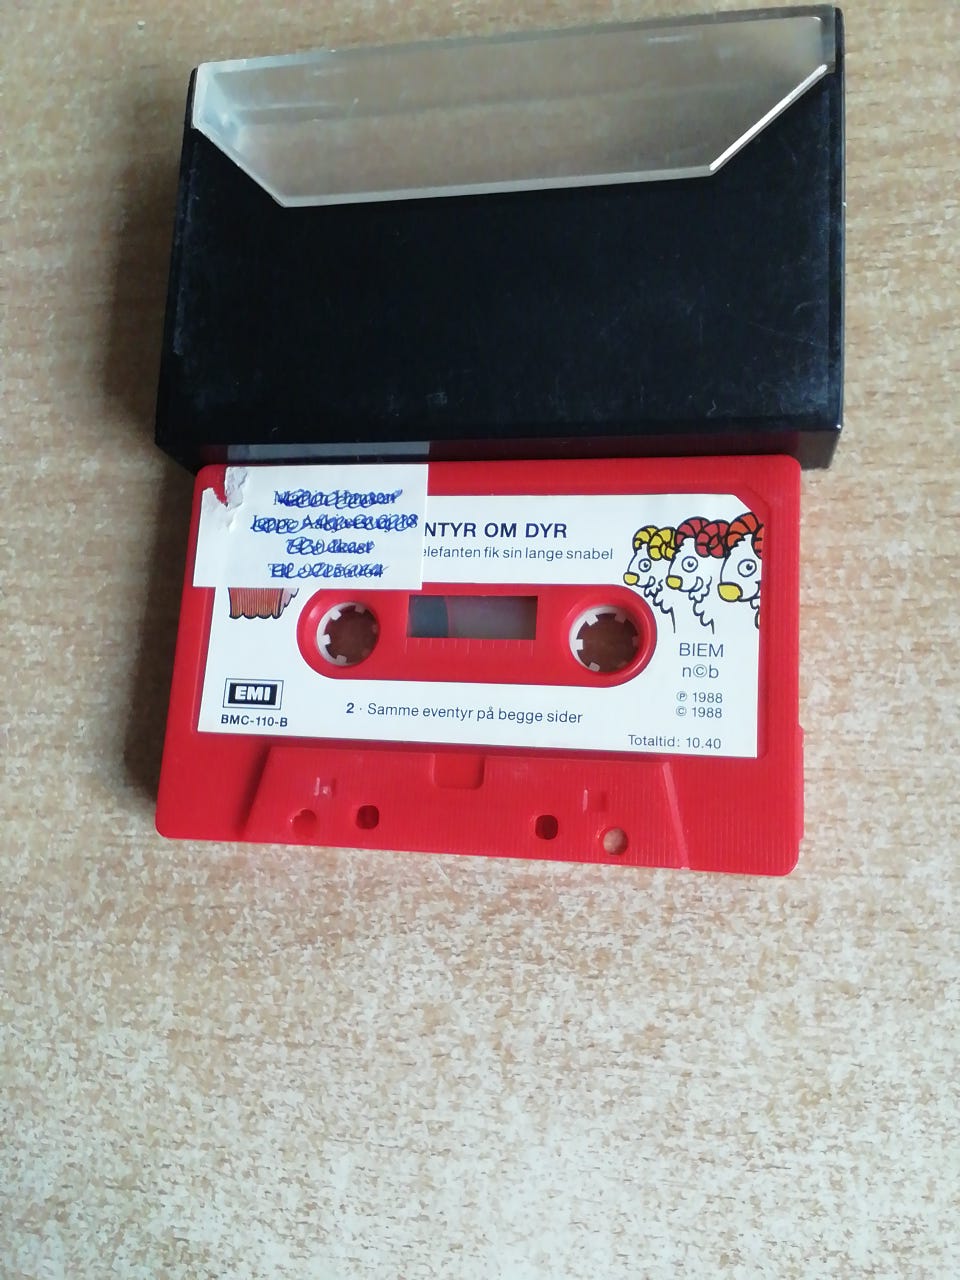 NTYR OM DYR
elefanten fik sin lange snabel
BIEM
n©b
EMI
BMC-110-B
2 · Samme eventyr på begge sider
℗ 1988
© 1988
Totaltid: 10.40